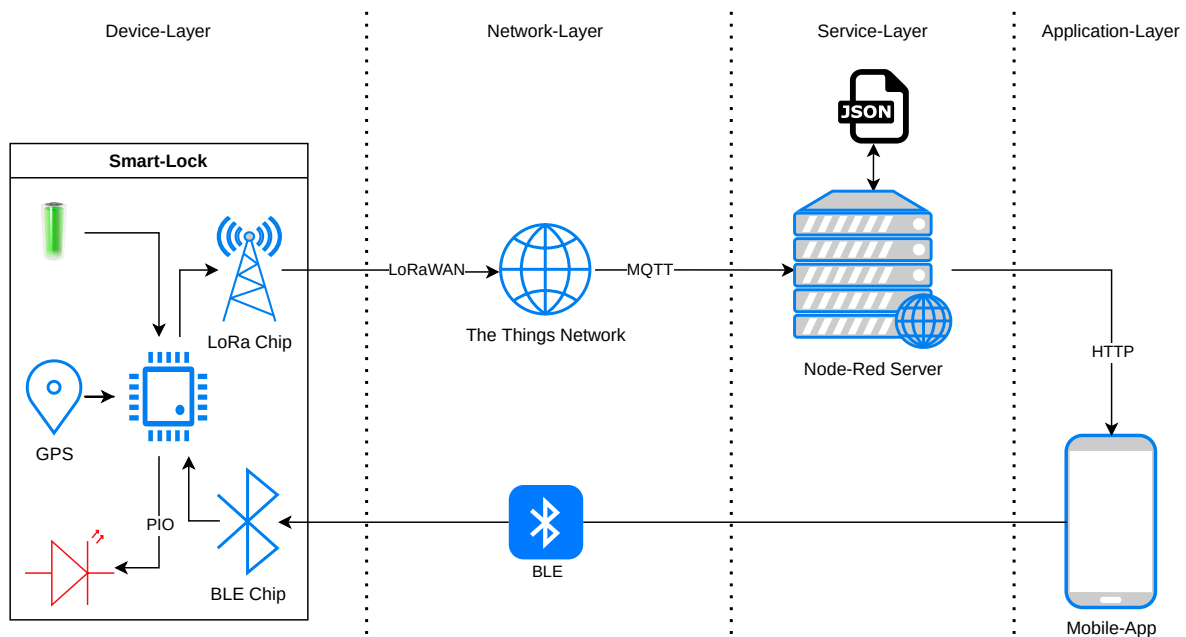 Device-Layer
Network-Layer
Service-Layer
Application-Layer
JSON
Smart-Lock
LoRaWAN
MQTT
The Things Network
LoRa Chip
HTTP
Node-Red Server
GPS
PIO
BLE
BLE Chip
Mobile-App